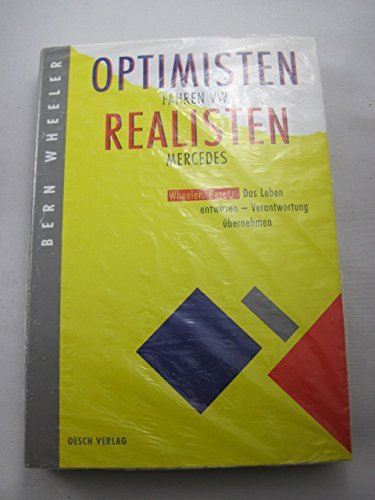 BERN WHEELER
OPTIMISTEN
FAHREN VW
REALISTEN
MERCEDES
Wheelers Gesetz: Das Leben
entwirren – Verantwortung
übernehmen
OESCH VERLAG